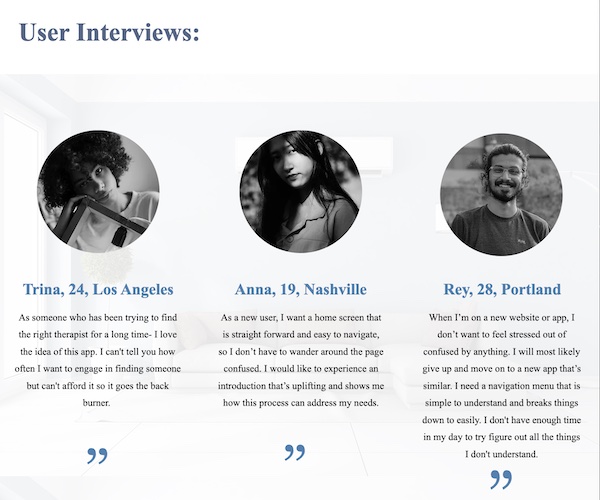 User Interviews:
Trina, 24, Los Angeles
As someone who has been trying to find
the right therapist for a long time- I love
the idea of this app. I can't tell you how
often I want to engage in finding someone
but can't afford it so it goes the back
burner.
”
Anna, 19, Nashville
As a new user, I want a home screen that
is straight forward and easy to navigate,
so I don’t have to wander around the page
confused. I would like to experience an
introduction that’s uplifting and shows me
how this process can address my needs.
”
Rey, 28, Portland
When I’m on a new website or app, I
don’t want to feel stressed out of
confused by anything. I will most likely
give up and move on to a new app that’s
similar. I need a navigation menu that is
simple to understand and breaks things
down to easily. I don't have enough time
in my day to try figure out all the things
I don't understand.
”